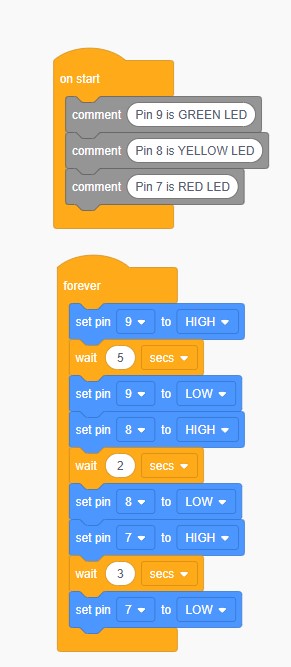 on start
comment Pin 9 is GREEN LED
comment Pin 8 is YELLOW LED
comment Pin 7 is RED LED
forever
set pin 9 to HIGH
wait 5 secs
set pin 9 to LOW
set pin 8 to HIGH
wait 2 secs
set pin 8 to LOW
set pin 7 to HIGH
wait 3 secs
set pin 7 to LOW